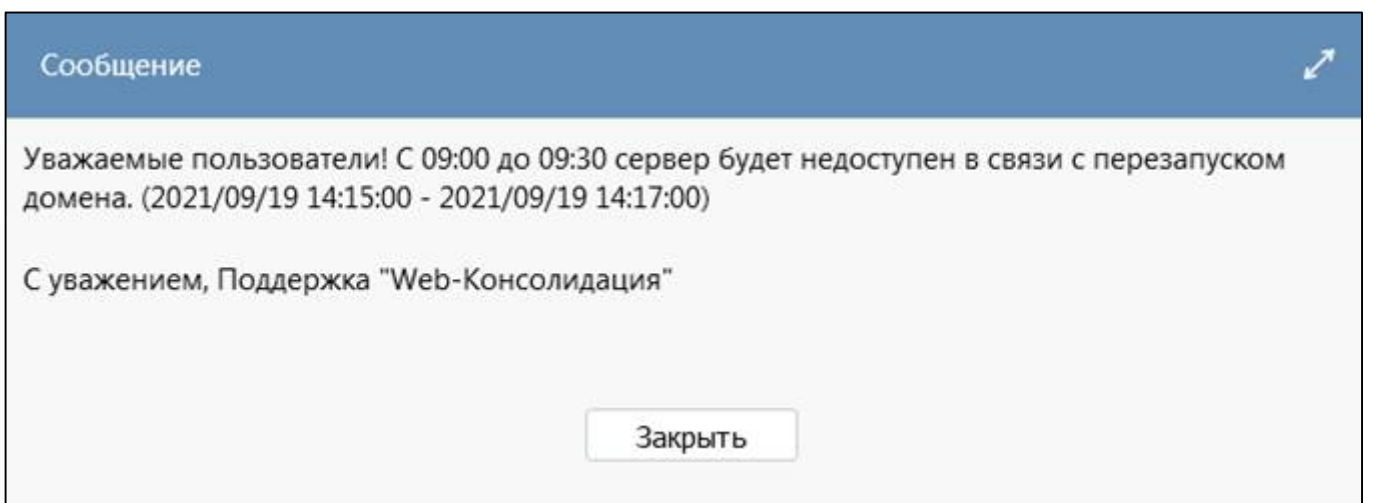 Сообщение
Уважаемые пользователи! С 09:00 до 09:30 сервер будет недоступен в связи с перезапуском
домена. (2021/09/19 14:15:00 - 2021/09/19 14:17:00)
С уважением, Поддержка "Web-Консолидация"
Закрыть